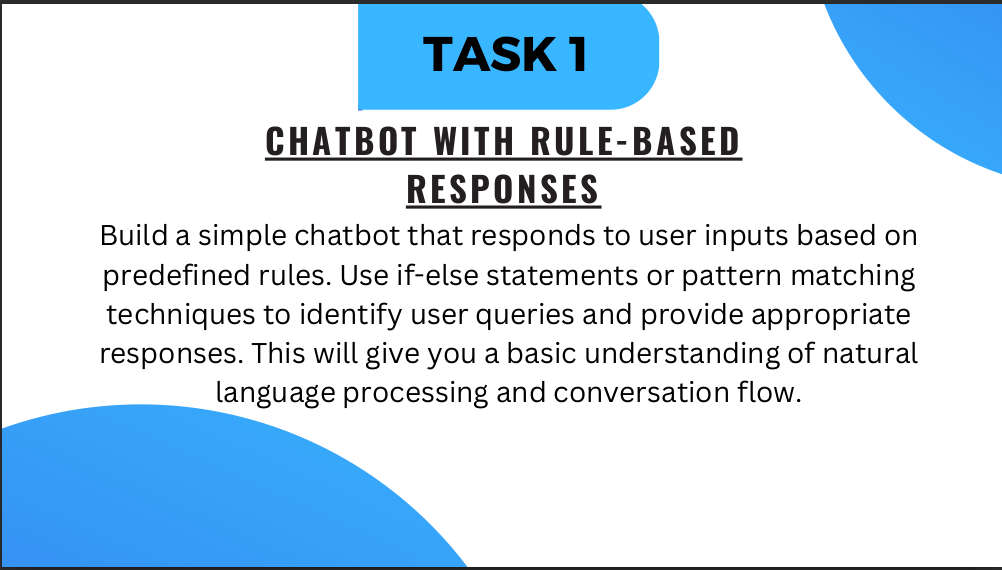 TASK 1
CHATBOT WITH RULE-BASED
RESPONSES
Build a simple chatbot that responds to user inputs based on
predefined rules. Use if-else statements or pattern matching
techniques to identify user queries and provide appropriate
responses. This will give you a basic understanding of natural
language processing and conversation flow.